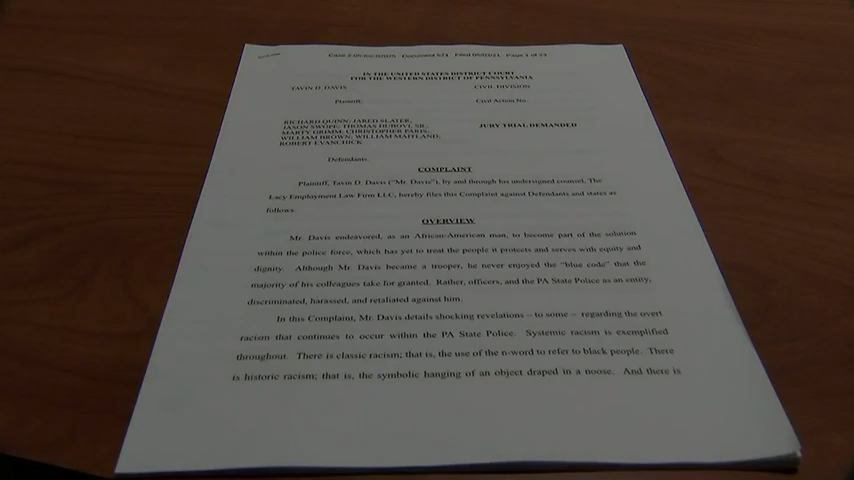 Page 1 of 23
IN THE UNITED STATES DISTRICT COURT
FOR THE WESTERN DISTRICT OF PENNSYLVANIA
TAVIN D. DAVIS CIVIL DIVISION
Plaintiff, Civil Action No.
RICHARD QUINN; JARED SLATER;
JASON SWOPE; THOMAS DUBOVI, SR.;
MARTY GRIMM; CHRISTOPHER PARIS;
WILLIAM BROWN; WILLIAM MAITLAND;
ROBERT EVANCHICK
JURY TRIAL DEMANDED
Defendants.
COMPLAINT
Plaintiff, Tavin D. Davis ("Mr. Davis"), by and through his undersigned counsel, The
Lacy Employment Law Firm LLC, hereby files this Complaint against Defendants and states as
follows:
OVERVIEW
Mr. Davis endeavored, as an African-American man, to become part of the solution
within the police force, which has yet to treat the people it protects and serves with equity and
dignity. Although Mr. Davis became a trooper, he never enjoyed the "blue code" that the
majority of his colleagues take for granted. Rather, officers, and the PA State Police as an entity,
discriminated, harassed, and retaliated against him.
In this Complaint, Mr. Davis details shocking revelations – to some – regarding the overt
racism that continues to occur within the PA State Police. Systemic racism is exemplified
throughout. There is classic racism; that is, the use of the n-word to refer to black people. There
is historic racism; that is, the symbolic hanging of an object draped in a noose. And there is